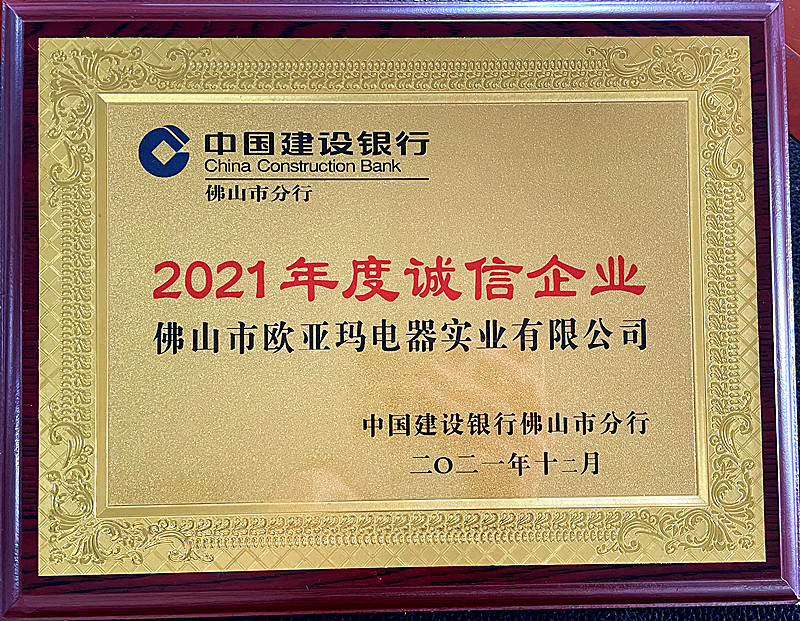 中国建设银行
China Construction Bank
佛山市分行
2021年度诚信企业
佛山市欧亚玛电器实业有限公司
中国建设银行佛山市分行
二〇二一年十二月